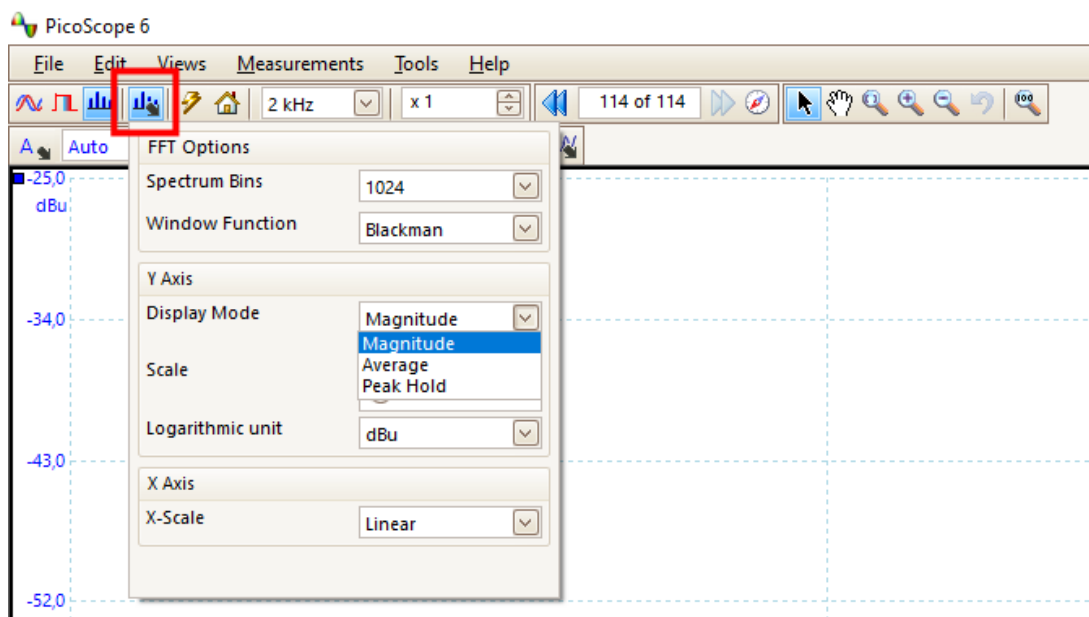 PicoScope 6
File Edit Views Measurements Tools Help
2 kHz x 1 114 of 114 100
A Auto
FFT Options
-25,0
dBu
Spectrum Bins 1024
Window Function Blackman
Y Axis
Display Mode Magnitude
-34,0
Magnitude
Average
Peak Hold
Scale
Logarithmic unit dBu
-43,0
X Axis
X-Scale Linear
-52,0